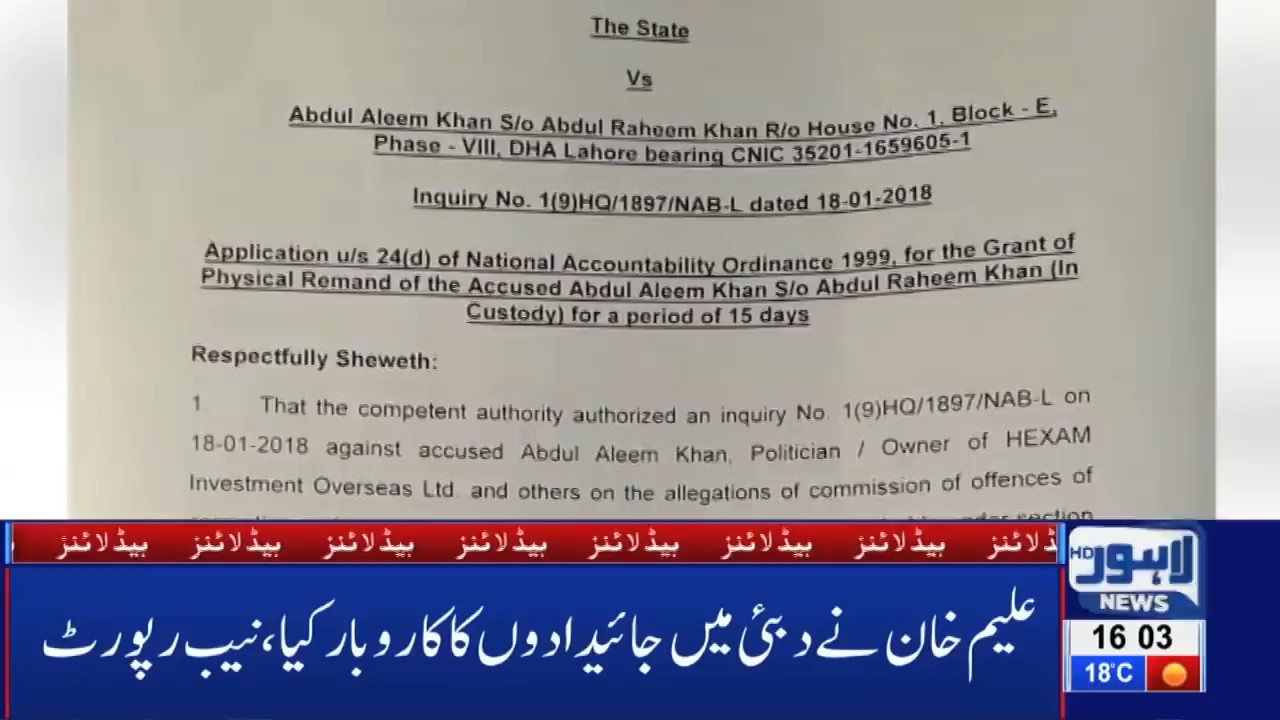 The State
Vs
Abdul Aleem Khan S/o Abdul Raheem Khan R/o House No. 1, Block - E,
Phase - VIII, DHA Lahore bearing CNIC 35201-1659605-1
Inquiry No. 1(9)HQ/1897/NAB-L dated 18-01-2018
Application u/s 24(d) of National Accountability Ordinance 1999, for the Grant of
Physical Remand of the Accused Abdul Aleem Khan S/o Abdul Raheem Khan (In
Custody) for a period of 15 days
Respectfully Sheweth:
1. That the competent authority authorized an inquiry No. 1(9)HQ/1897/NAB-L on
18-01-2018 against accused Abdul Aleem Khan, Politician / Owner of HEXAM
Investment Overseas Ltd. and others on the allegations of commission of offences of
section
ہیڈلائنز ہیڈلائنز ہیڈلائنز ہیڈلائنز ہیڈلائنز ہیڈلائنز ہیڈلائنز
علیم خان نے دبئی میں جائیدادوں کا کاروبار کیا، نیب رپورٹ
لاہور HD
NEWS
16 03
18°C